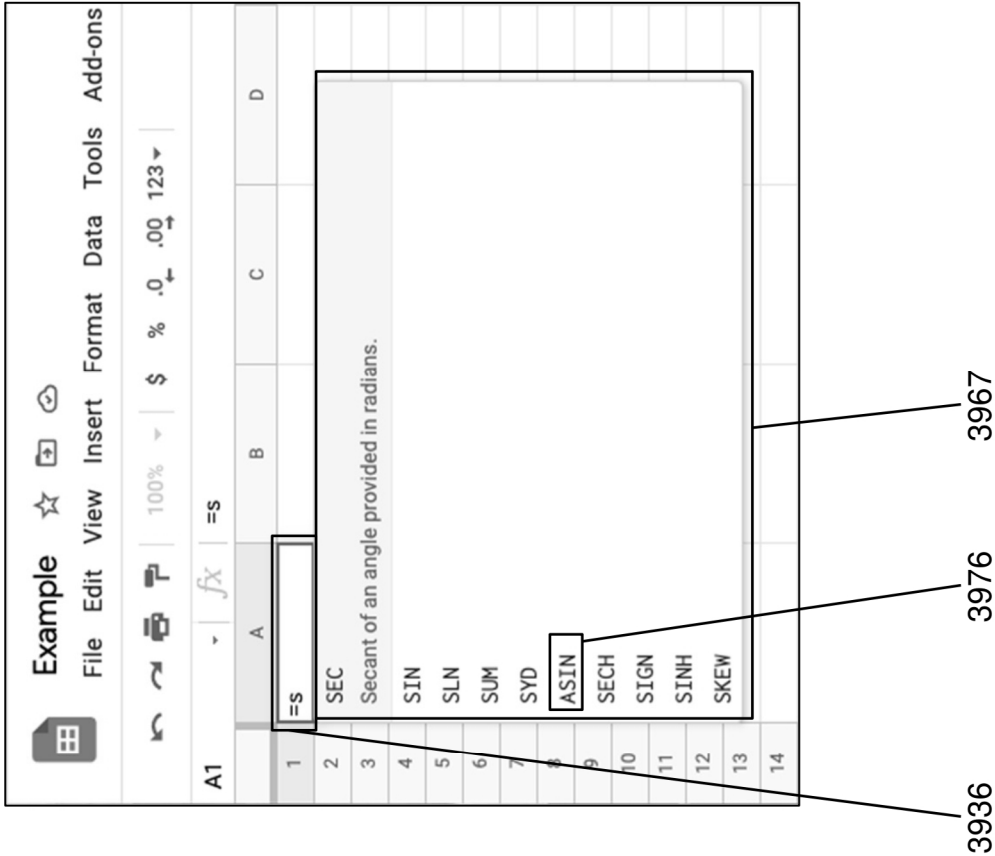 Example
File Edit View Insert Format Data Tools Add-ons
100% $ % .0 .00 123
A1 fx =s
A B C D
1 =s
2 SEC
3 Secant of an angle provided in radians.
4 SIN
5 SLN
6 SUM
7 SYD
8 ASIN
9 SECH
10 SIGN
11 SINH
12 SKEW
13
14
3936 3976 3967